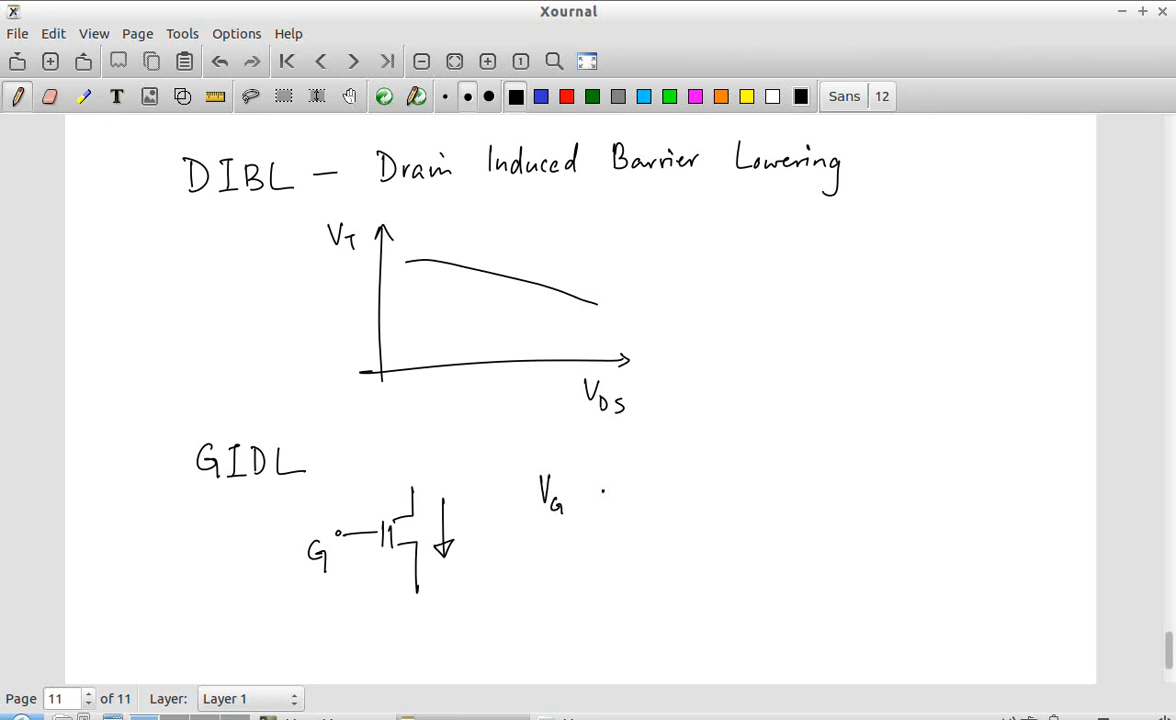 Xournal
File Edit View Page Tools Options Help
Sans 12
DIBL — Drain Induced Barrier Lowering
VT
VDS
GIDL
VG
G
Page 11 of 11 Layer: Layer 1